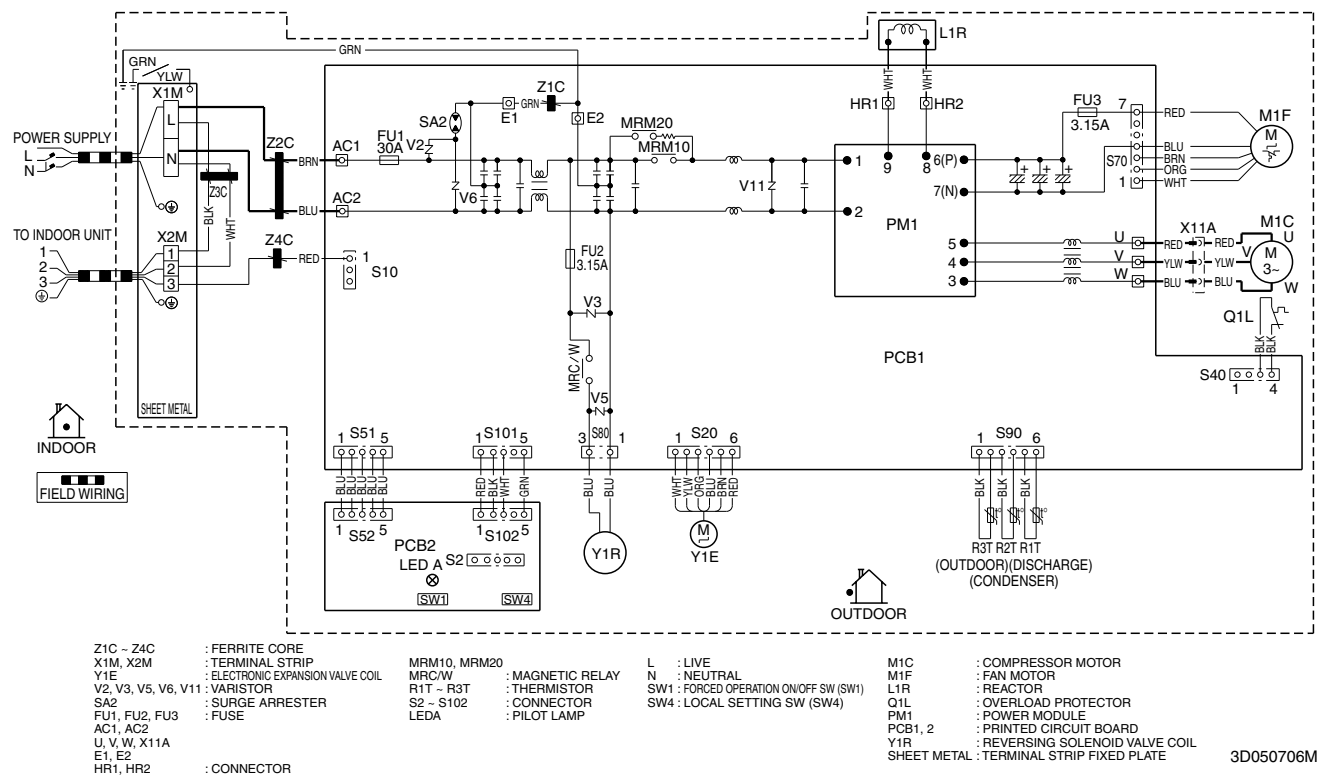 L1R
GRN
GRN
YLW
X1M
L
N
POWER SUPPLY
L
N
Z2C
Z3C
BLK
WHT
BRN
BLU
AC1
AC2
FU1
30A
V2
SA2
E1
GRN
Z1C
E2
MRM20
MRM10
V6
V11
WHT
WHT
HR1
HR2
9
8
1
2
6(P)
7(N)
PM1
5
4
3
FU3
3.15A
7
S70
1
RED
BLU
BRN
ORG
WHT
M1F
M
TO INDOOR UNIT
1
2
3
X2M
1
2
3
Z4C
RED
1
S10
FU2
3.15A
V3
MRC/W
V5
U
V
W
X11A
RED
YLW
BLU
RED
YLW
BLU
M1C
U
V
W
M
3~
Q1L
BLK
BLK
S40
1
4
PCB1
SHEET METAL
INDOOR
FIELD WIRING
1 S51 5
BLU
BLU
BLU
BLU
BLU
1 S52 5
1 S101 5
RED
BLK
WHT
GRN
1 S102 5
PCB2
LED A
S2
SW1
SW4
3 S80 1
BLU
BLU
Y1R
1 S20 6
WHT
YLW
ORG
BLU
BRN
RED
M
Y1E
1 S90 6
BLK
BLK
BLK
t°
t°
t°
R3T R2T R1T
(OUTDOOR)(DISCHARGE)
(CONDENSER)
OUTDOOR
Z1C ~ Z4C : FERRITE CORE
X1M, X2M : TERMINAL STRIP
Y1E : ELECTRONIC EXPANSION VALVE COIL
V2, V3, V5, V6, V11 : VARISTOR
SA2 : SURGE ARRESTER
FU1, FU2, FU3 : FUSE
AC1, AC2
U, V, W, X11A
E1, E2
HR1, HR2 : CONNECTOR
MRM10, MRM20
MRC/W : MAGNETIC RELAY
R1T ~ R3T : THERMISTOR
S2 ~ S102 : CONNECTOR
LEDA : PILOT LAMP
L : LIVE
N : NEUTRAL
SW1 : FORCED OPERATION ON/OFF SW (SW1)
SW4 : LOCAL SETTING SW (SW4)
M1C : COMPRESSOR MOTOR
M1F : FAN MOTOR
L1R : REACTOR
Q1L : OVERLOAD PROTECTOR
PM1 : POWER MODULE
PCB1, 2 : PRINTED CIRCUIT BOARD
Y1R : REVERSING SOLENOID VALVE COIL
SHEET METAL : TERMINAL STRIP FIXED PLATE
3D050706M